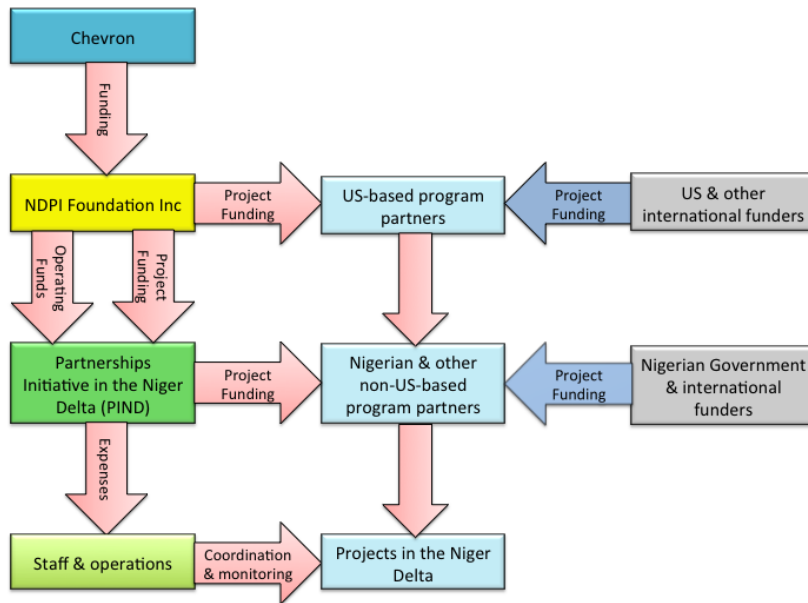 Chevron
Funding
NDPI Foundation Inc
Project
Funding
US-based program
partners
Project
Funding
US & other
international funders
Operating
Funds
Project
Funding
Partnerships
Initiative in the Niger
Delta (PIND)
Project
Funding
Nigerian & other
non-US-based
program partners
Project
Funding
Nigerian Government
& international
funders
Expenses
Staff & operations
Coordination
& monitoring
Projects in the Niger
Delta